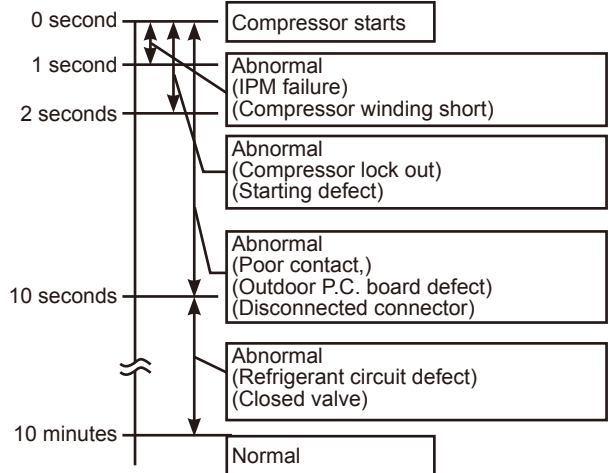 0 second
Compressor starts
1 second
Abnormal
(IPM failure)
(Compressor winding short)
2 seconds
Abnormal
(Compressor lock out)
(Starting defect)
Abnormal
(Poor contact,)
(Outdoor P.C. board defect)
(Disconnected connector)
10 seconds
Abnormal
(Refrigerant circuit defect)
(Closed valve)
10 minutes
Normal